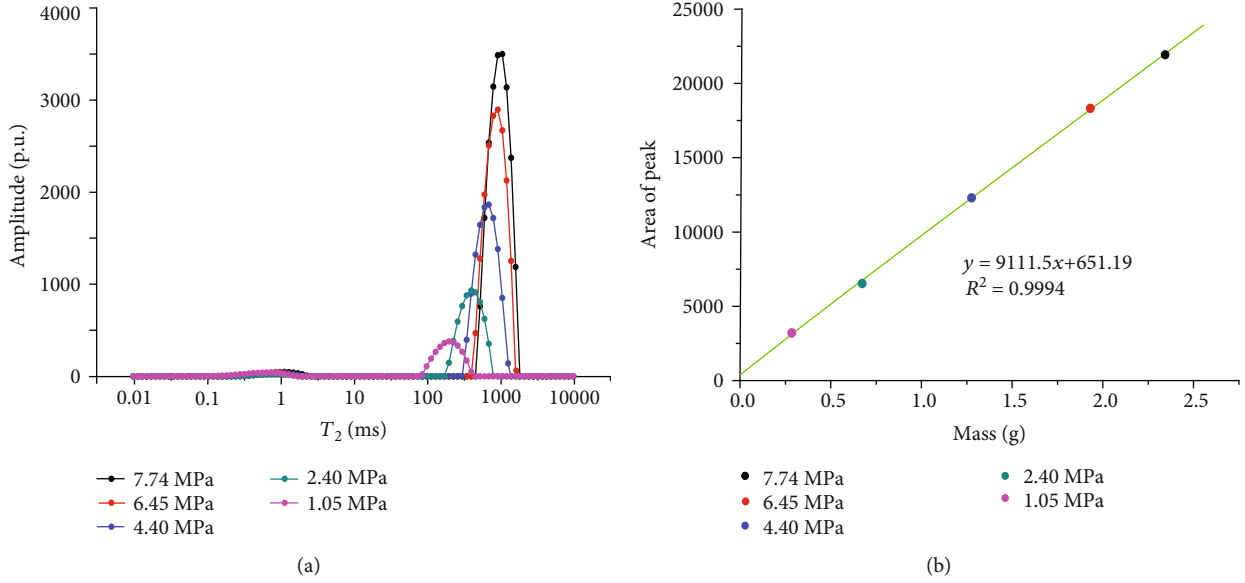 4000
3000
2000
1000
0
Amplitude (p.u.)
0.01 0.1 1 10 100 1000 10000
T2 (ms)
7.74 MPa
6.45 MPa
4.40 MPa
2.40 MPa
1.05 MPa
(a)
25000
20000
15000
10000
5000
0
Area of peak
y = 9111.5x+651.19
R² = 0.9994
0.0 0.5 1.0 1.5 2.0 2.5
Mass (g)
7.74 MPa
6.45 MPa
4.40 MPa
2.40 MPa
1.05 MPa
(b)